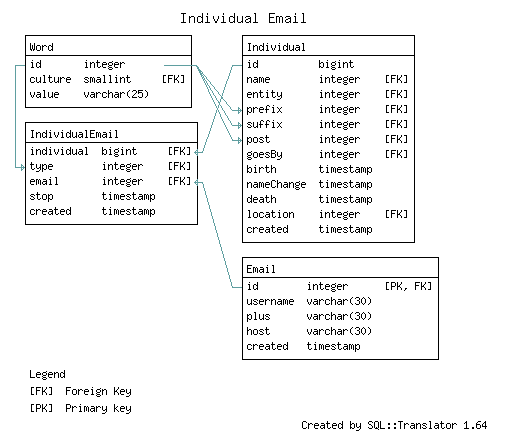 Individual Email
Word
id integer
culture smallint [FK]
value varchar(25)
IndividualEmail
individual bigint [FK]
type integer [FK]
email integer [FK]
stop timestamp
created timestamp
Individual
id bigint
name integer [FK]
entity integer [FK]
prefix integer [FK]
suffix integer [FK]
post integer [FK]
goesBy integer [FK]
birth timestamp
nameChange timestamp
death timestamp
location integer [FK]
created timestamp
Email
id integer [PK, FK]
username varchar(30)
plus varchar(30)
host varchar(30)
created timestamp
Legend
[FK] Foreign Key
[PK] Primary key
Created by SQL::Translator 1.64